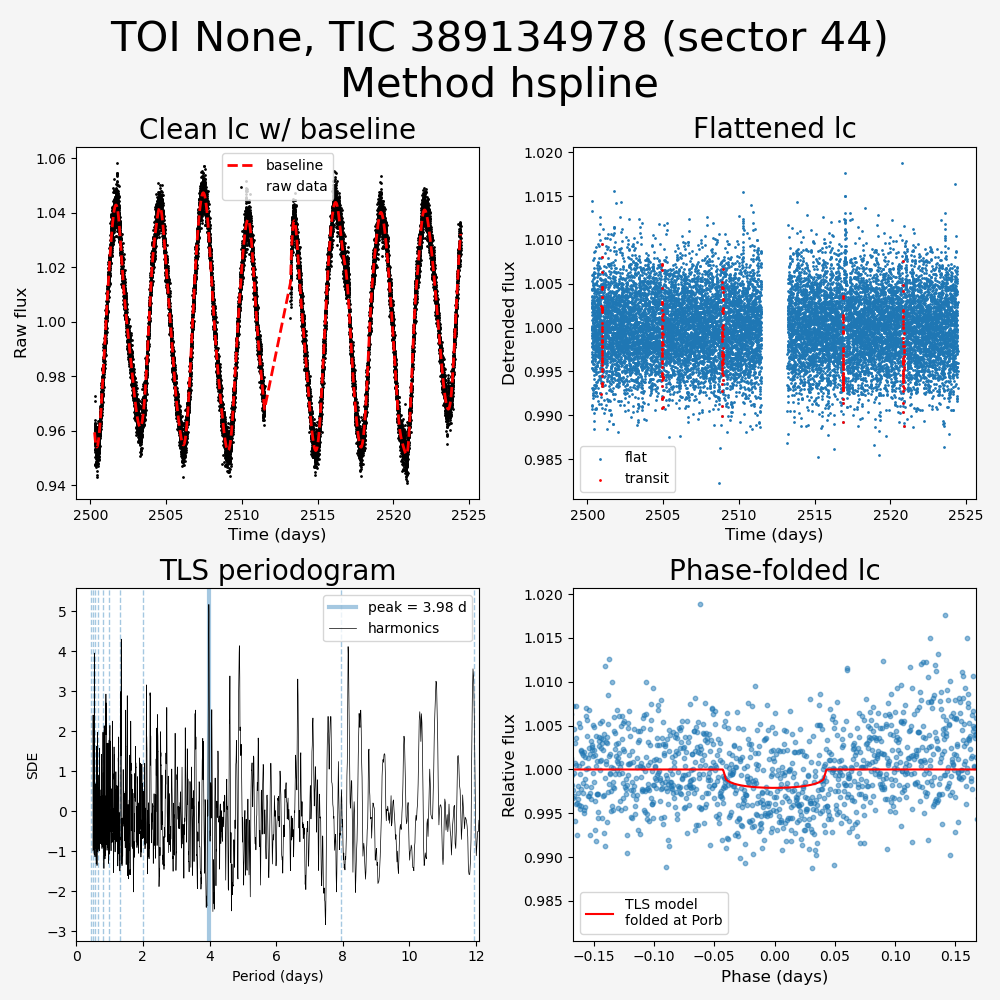 TOI None, TIC 389134978 (sector 44)
Method hspline
Clean lc w/ baseline
Flattened lc
1.06
1.04
1.02
1.00
0.98
0.96
0.94
Raw flux
baseline
raw data
2500
2505
2510
2515
2520
2525
Time (days)
1.020
1.015
1.010
1.005
1.000
0.995
0.990
0.985
Detrended flux
flat
transit
2500
2505
2510
2515
2520
2525
Time (days)
TLS periodogram
Phase-folded lc
5
4
3
2
1
0
−1
−2
−3
SDE
peak = 3.98 d
harmonics
0
2
4
6
8
10
12
Period (days)
1.020
1.015
1.010
1.005
1.000
0.995
0.990
0.985
Relative flux
TLS model
folded at Porb
−0.15
−0.10
−0.05
0.00
0.05
0.10
0.15
Phase (days)